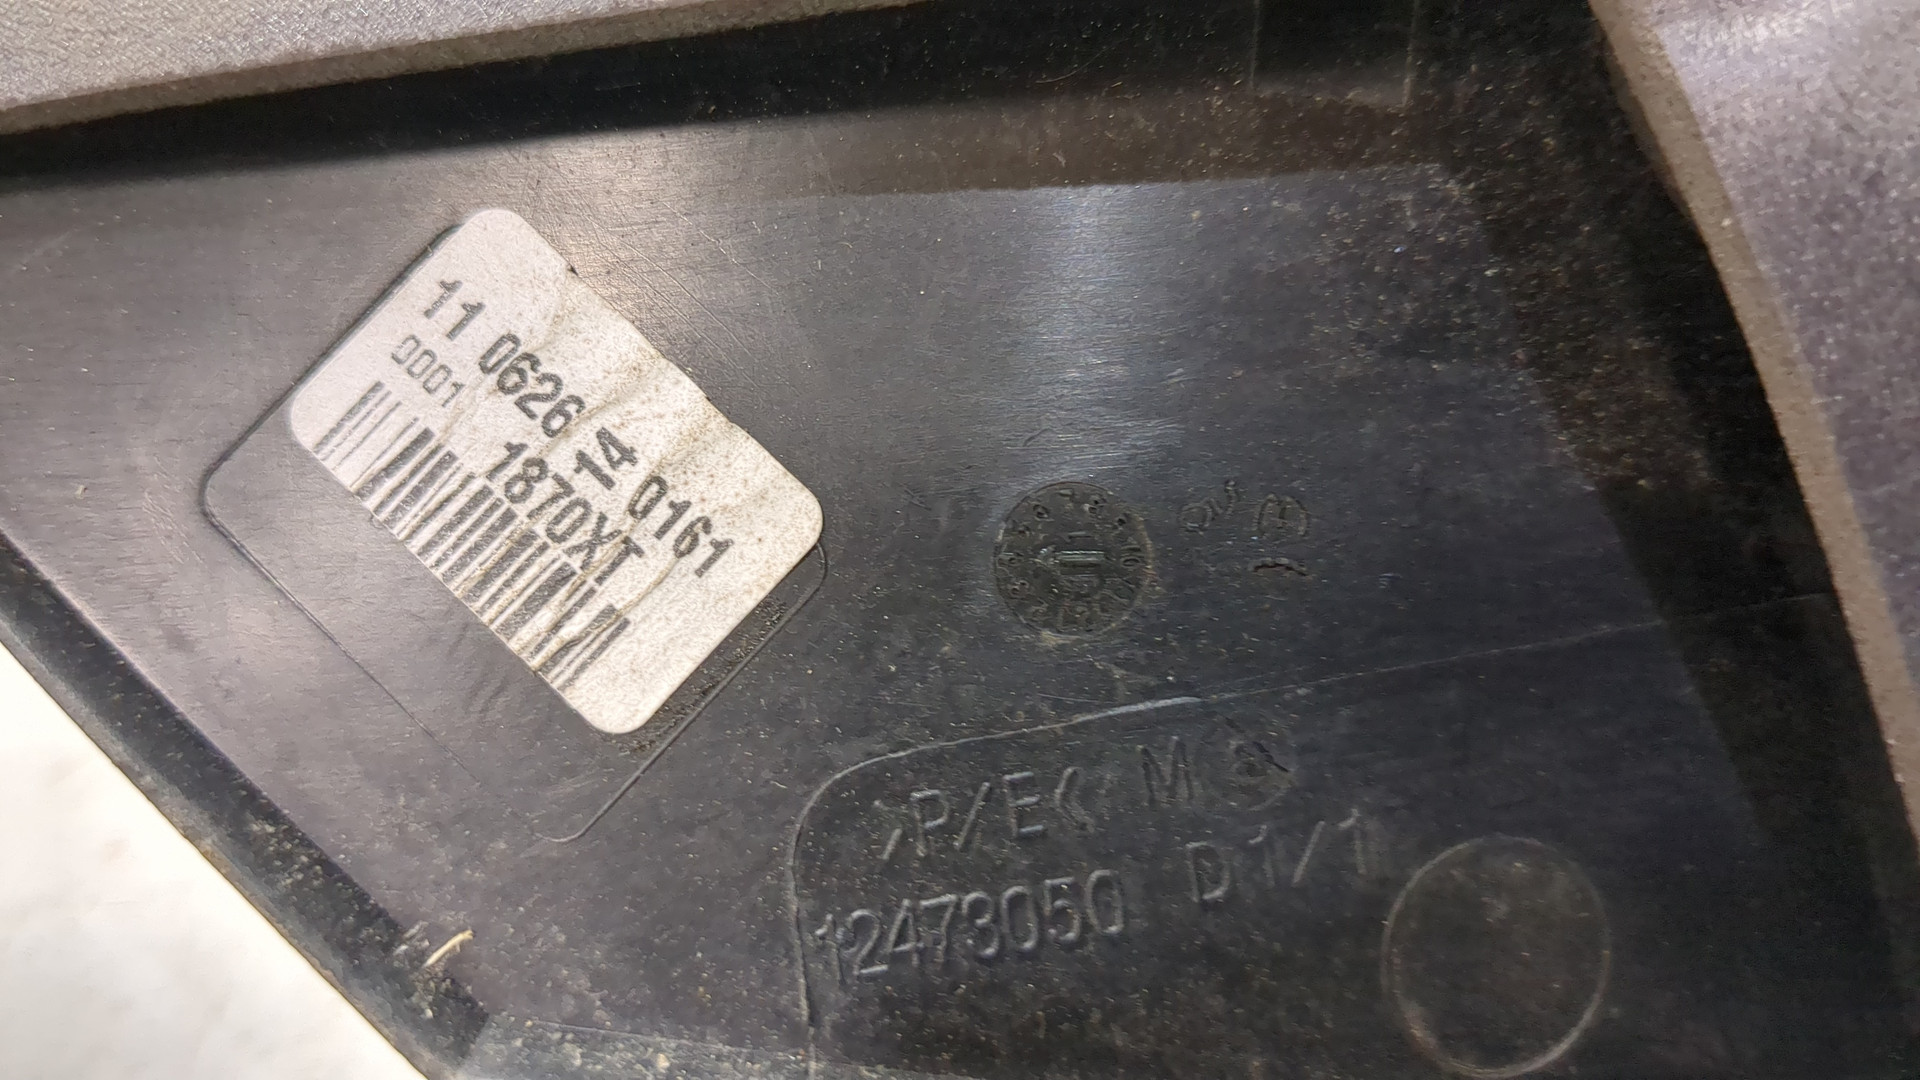 11 0626 14 0161
0001 1870XT
>P/E< M
12473050 D1/1